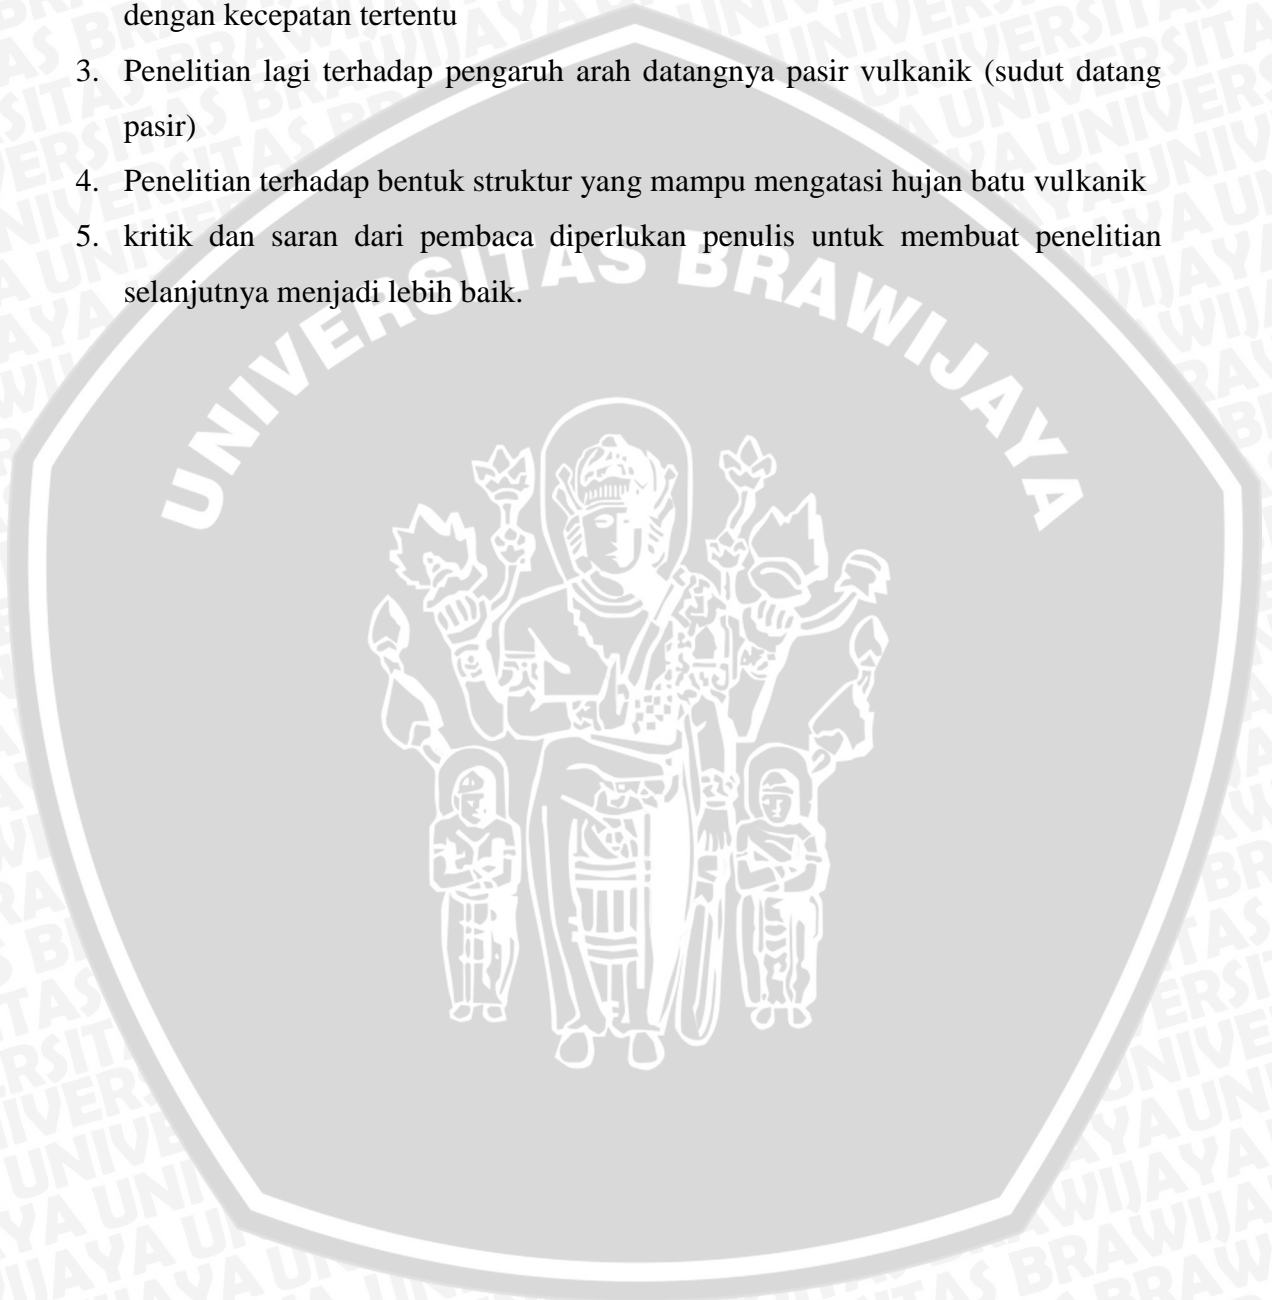 dengan kecepatan tertentu
3. Penelitian lagi terhadap pengaruh arah datangnya pasir vulkanik (sudut datang
pasir)
4. Penelitian terhadap bentuk struktur yang mampu mengatasi hujan batu vulkanik
5. kritik dan saran dari pembaca diperlukan penulis untuk membuat penelitian
selanjutnya menjadi lebih baik.
UNIVERSITAS BRAWIJAYA